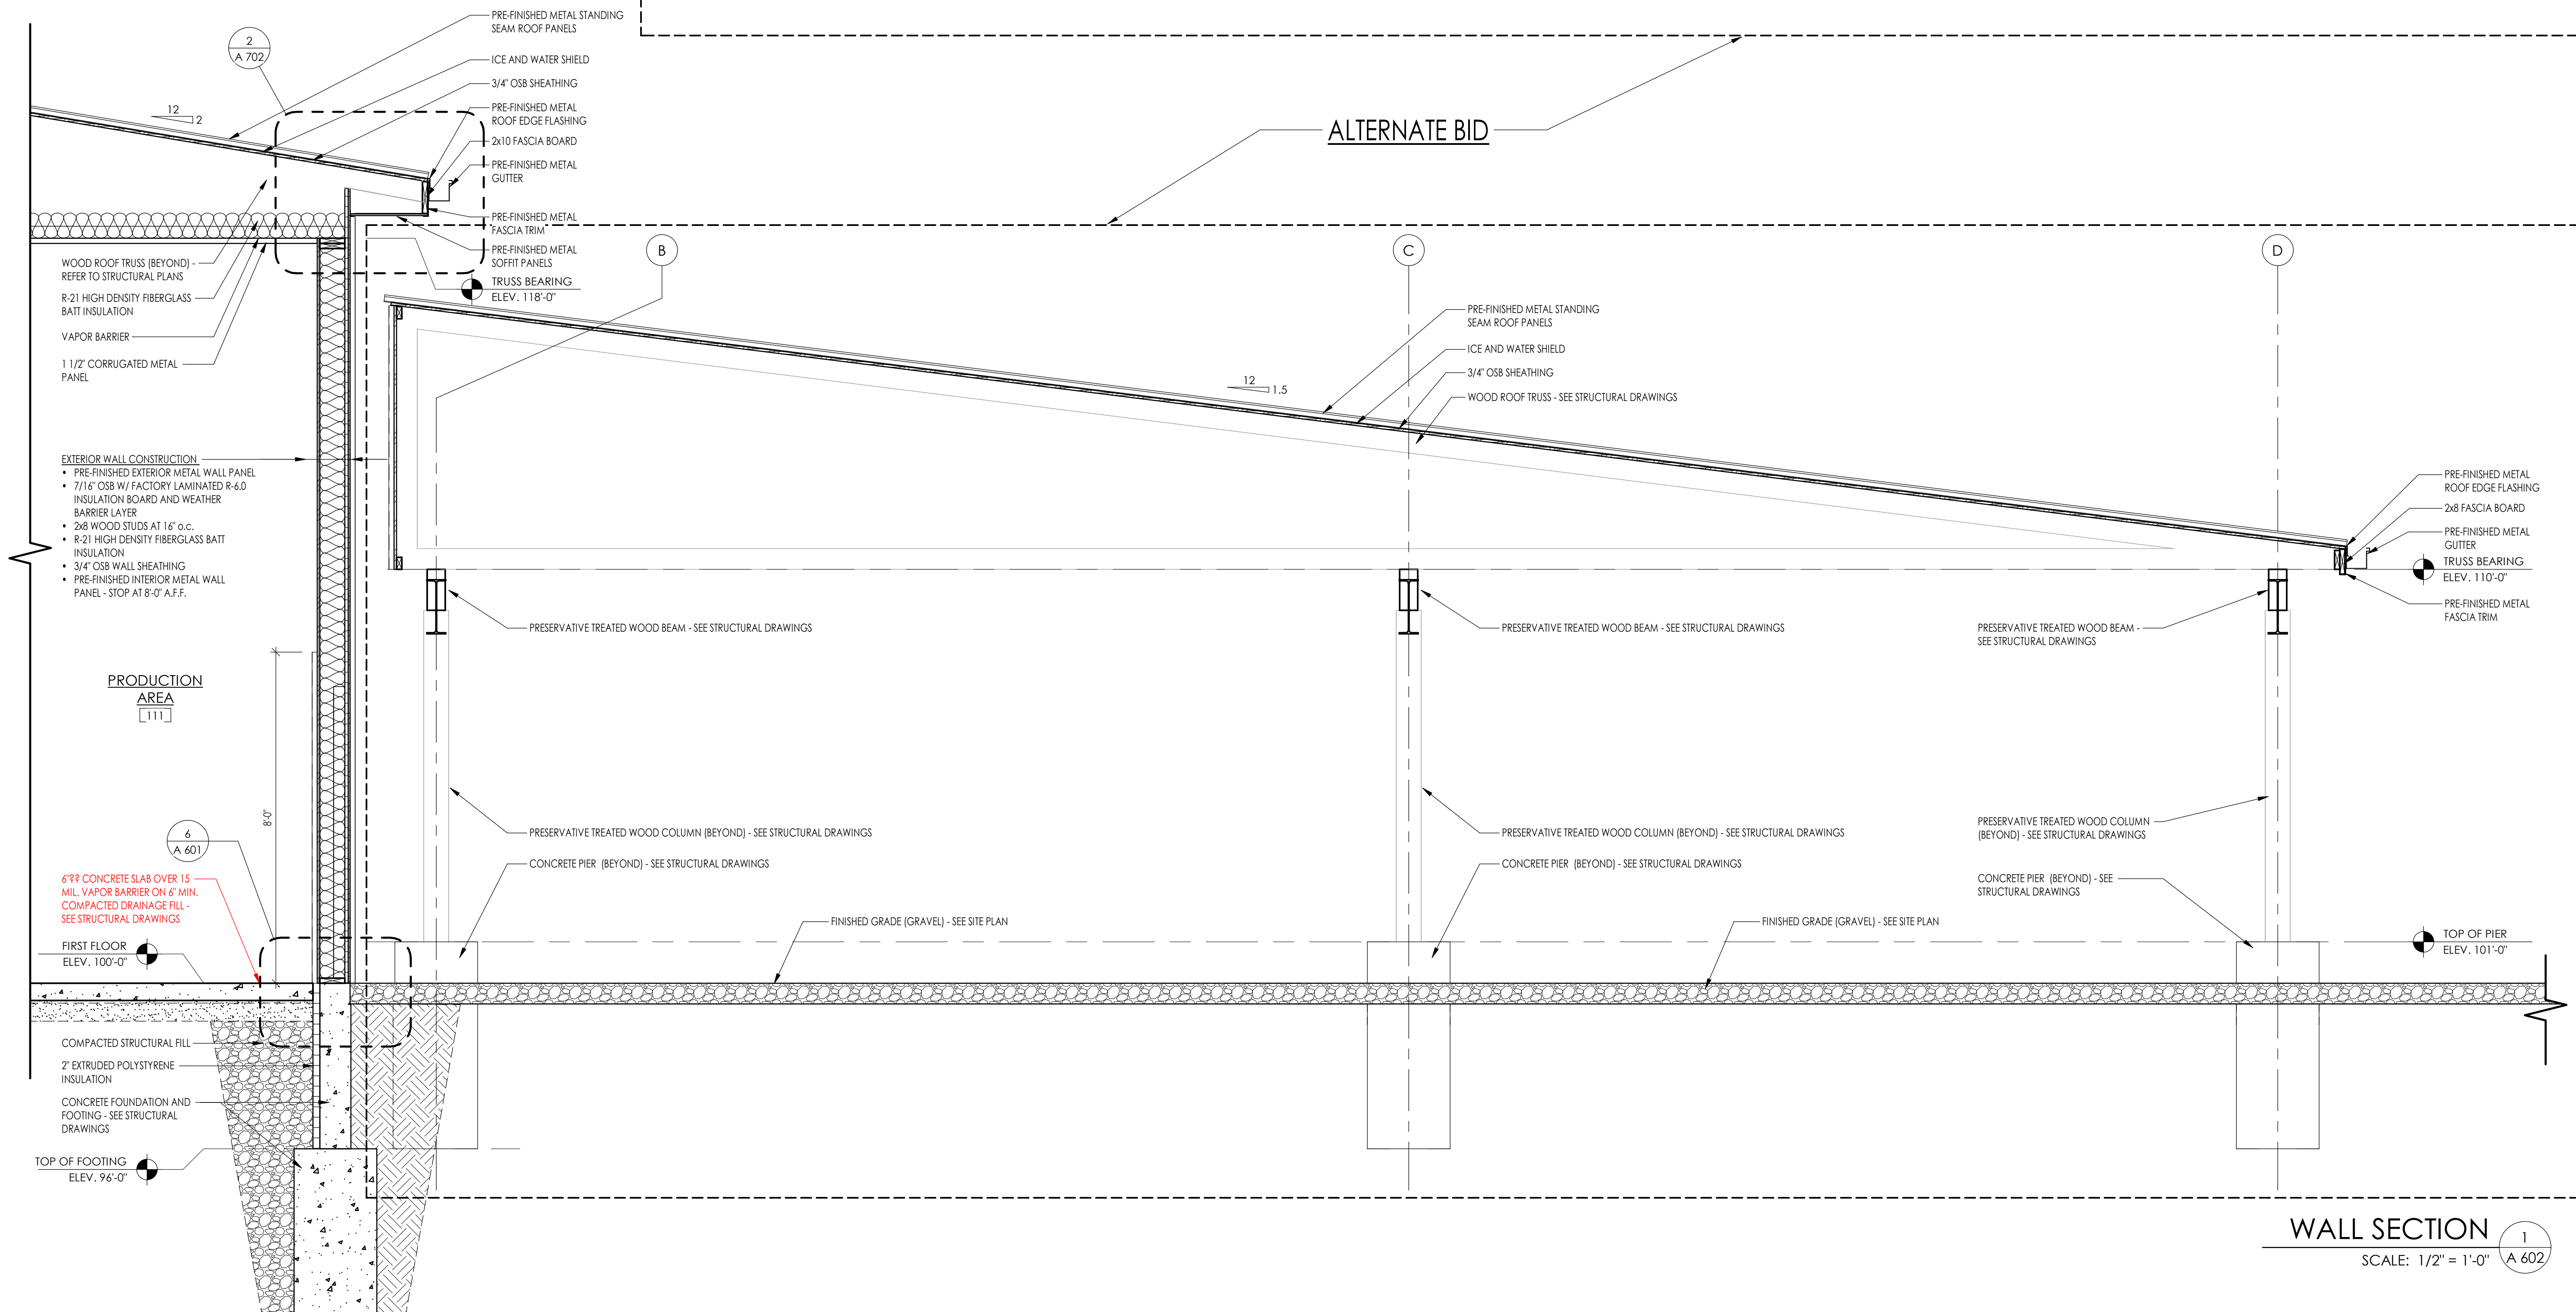 PRE-FINISHED METAL STANDING
SEAM ROOF PANELS
2
A 702
ICE AND WATER SHIELD
3/4" OSB SHEATHING
PRE-FINISHED METAL
ROOF EDGE FLASHING
2x10 FASCIA BOARD
PRE-FINISHED METAL
GUTTER
12
2
PRE-FINISHED METAL
FASCIA TRIM
PRE-FINISHED METAL
SOFFIT PANELS
TRUSS BEARING
ELEV. 118'-0"
ALTERNATE BID
B
C
D
WOOD ROOF TRUSS (BEYOND) -
REFER TO STRUCTURAL PLANS
R-21 HIGH DENSITY FIBERGLASS
BATT INSULATION
VAPOR BARRIER
1 1/2" CORRUGATED METAL
PANEL
PRE-FINISHED METAL STANDING
SEAM ROOF PANELS
ICE AND WATER SHIELD
3/4" OSB SHEATHING
WOOD ROOF TRUSS - SEE STRUCTURAL DRAWINGS
12
1.5
EXTERIOR WALL CONSTRUCTION
• PRE-FINISHED EXTERIOR METAL WALL PANEL
• 7/16" OSB W/ FACTORY LAMINATED R-6.0
INSULATION BOARD AND WEATHER
BARRIER LAYER
• 2x8 WOOD STUDS AT 16" o.c.
• R-21 HIGH DENSITY FIBERGLASS BATT
INSULATION
• 3/4" OSB WALL SHEATHING
• PRE-FINISHED INTERIOR METAL WALL
PANEL - STOP AT 8'-0" A.F.F.
PRE-FINISHED METAL
ROOF EDGE FLASHING
2x8 FASCIA BOARD
PRE-FINISHED METAL
GUTTER
TRUSS BEARING
ELEV. 110'-0"
PRE-FINISHED METAL
FASCIA TRIM
PRESERVATIVE TREATED WOOD BEAM - SEE STRUCTURAL DRAWINGS
PRESERVATIVE TREATED WOOD BEAM - SEE STRUCTURAL DRAWINGS
PRESERVATIVE TREATED WOOD BEAM -
SEE STRUCTURAL DRAWINGS
PRODUCTION
AREA
111
8'-0"
6
A 601
PRESERVATIVE TREATED WOOD COLUMN (BEYOND) - SEE STRUCTURAL DRAWINGS
PRESERVATIVE TREATED WOOD COLUMN (BEYOND) - SEE STRUCTURAL DRAWINGS
PRESERVATIVE TREATED WOOD COLUMN
(BEYOND) - SEE STRUCTURAL DRAWINGS
CONCRETE PIER (BEYOND) - SEE STRUCTURAL DRAWINGS
CONCRETE PIER (BEYOND) - SEE STRUCTURAL DRAWINGS
CONCRETE PIER (BEYOND) - SEE
STRUCTURAL DRAWINGS
6"?? CONCRETE SLAB OVER 15
MIL. VAPOR BARRIER ON 6" MIN.
COMPACTED DRAINAGE FILL -
SEE STRUCTURAL DRAWINGS
FINISHED GRADE (GRAVEL) - SEE SITE PLAN
FINISHED GRADE (GRAVEL) - SEE SITE PLAN
FIRST FLOOR
ELEV. 100'-0"
TOP OF PIER
ELEV. 101'-0"
COMPACTED STRUCTURAL FILL
2" EXTRUDED POLYSTYRENE
INSULATION
CONCRETE FOUNDATION AND
FOOTING - SEE STRUCTURAL
DRAWINGS
TOP OF FOOTING
ELEV. 96'-0"
WALL SECTION
SCALE: 1/2" = 1'-0"
1
A 602